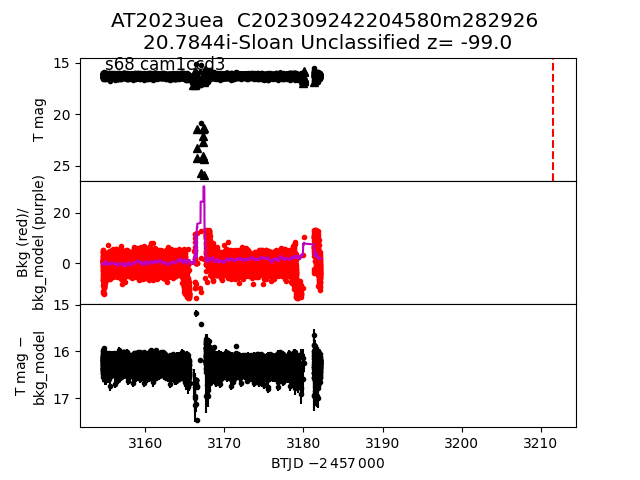 AT2023uea C202309242204580m282926
20.7844i-Sloan Unclassified z= -99.0
s68 cam1ccd3
15
20
25
T mag
20
0
Bkg (red)/
bkg_model (purple)
15
16
17
T mag −
bkg_model
3160 3170 3180 3190 3200 3210
BTJD −2 457 000